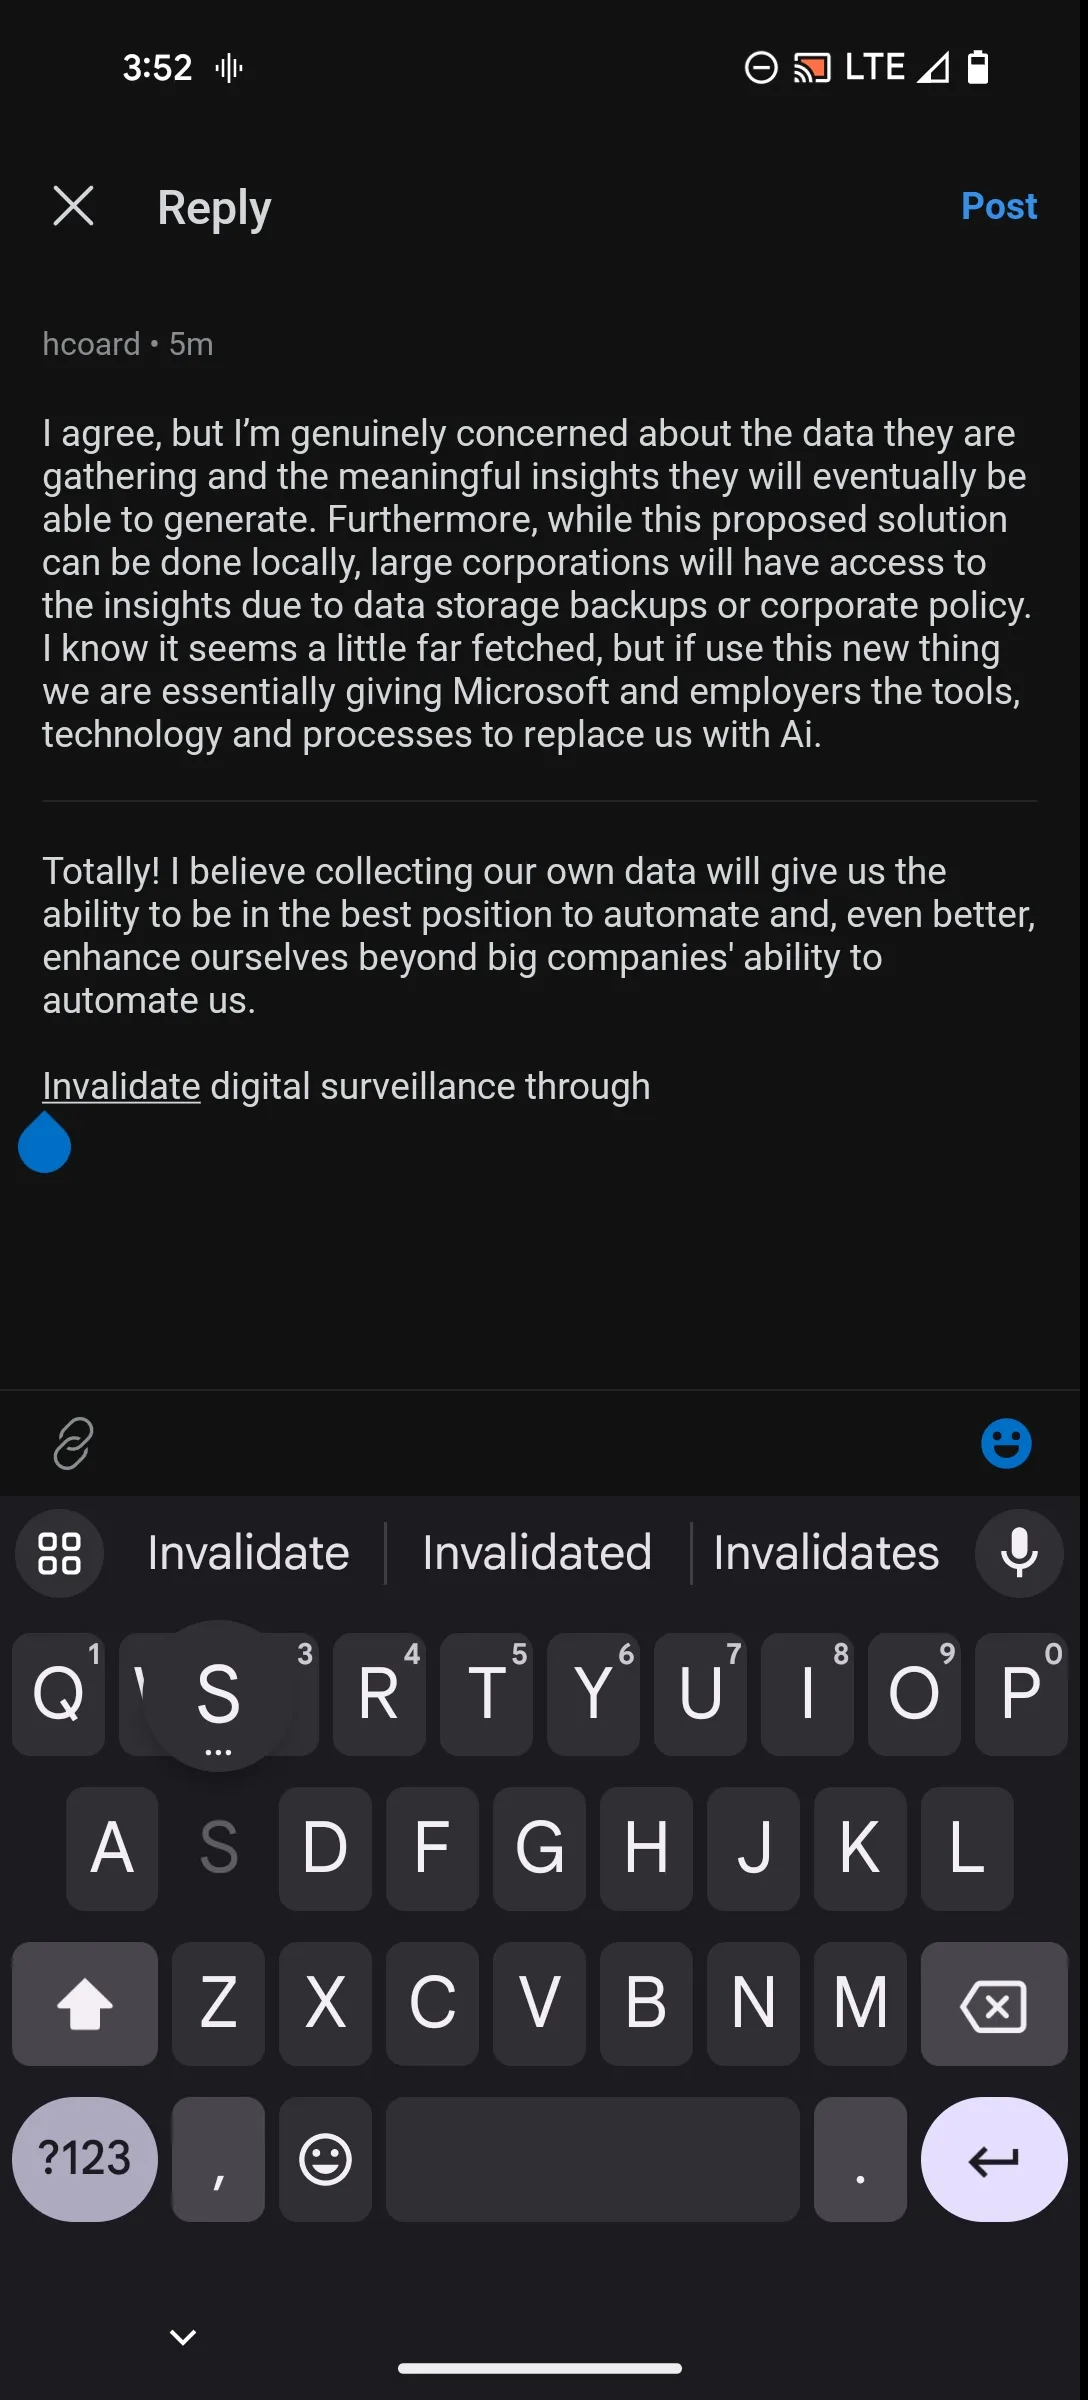 3:52 LTE
Reply Post
hcoard • 5m
I agree, but I’m genuinely concerned about the data they are
gathering and the meaningful insights they will eventually be
able to generate. Furthermore, while this proposed solution
can be done locally, large corporations will have access to
the insights due to data storage backups or corporate policy.
I know it seems a little far fetched, but if use this new thing
we are essentially giving Microsoft and employers the tools,
technology and processes to replace us with Ai.
Totally! I believe collecting our own data will give us the
ability to be in the best position to automate and, even better,
enhance ourselves beyond big companies' ability to
automate us.
Invalidate digital surveillance through
Invalidate Invalidated Invalidates
1 3 4 5 6 7 8 9 0
Q S R T Y U I O P
...
A S D F G H J K L
Z X C V B N M
?123 , .